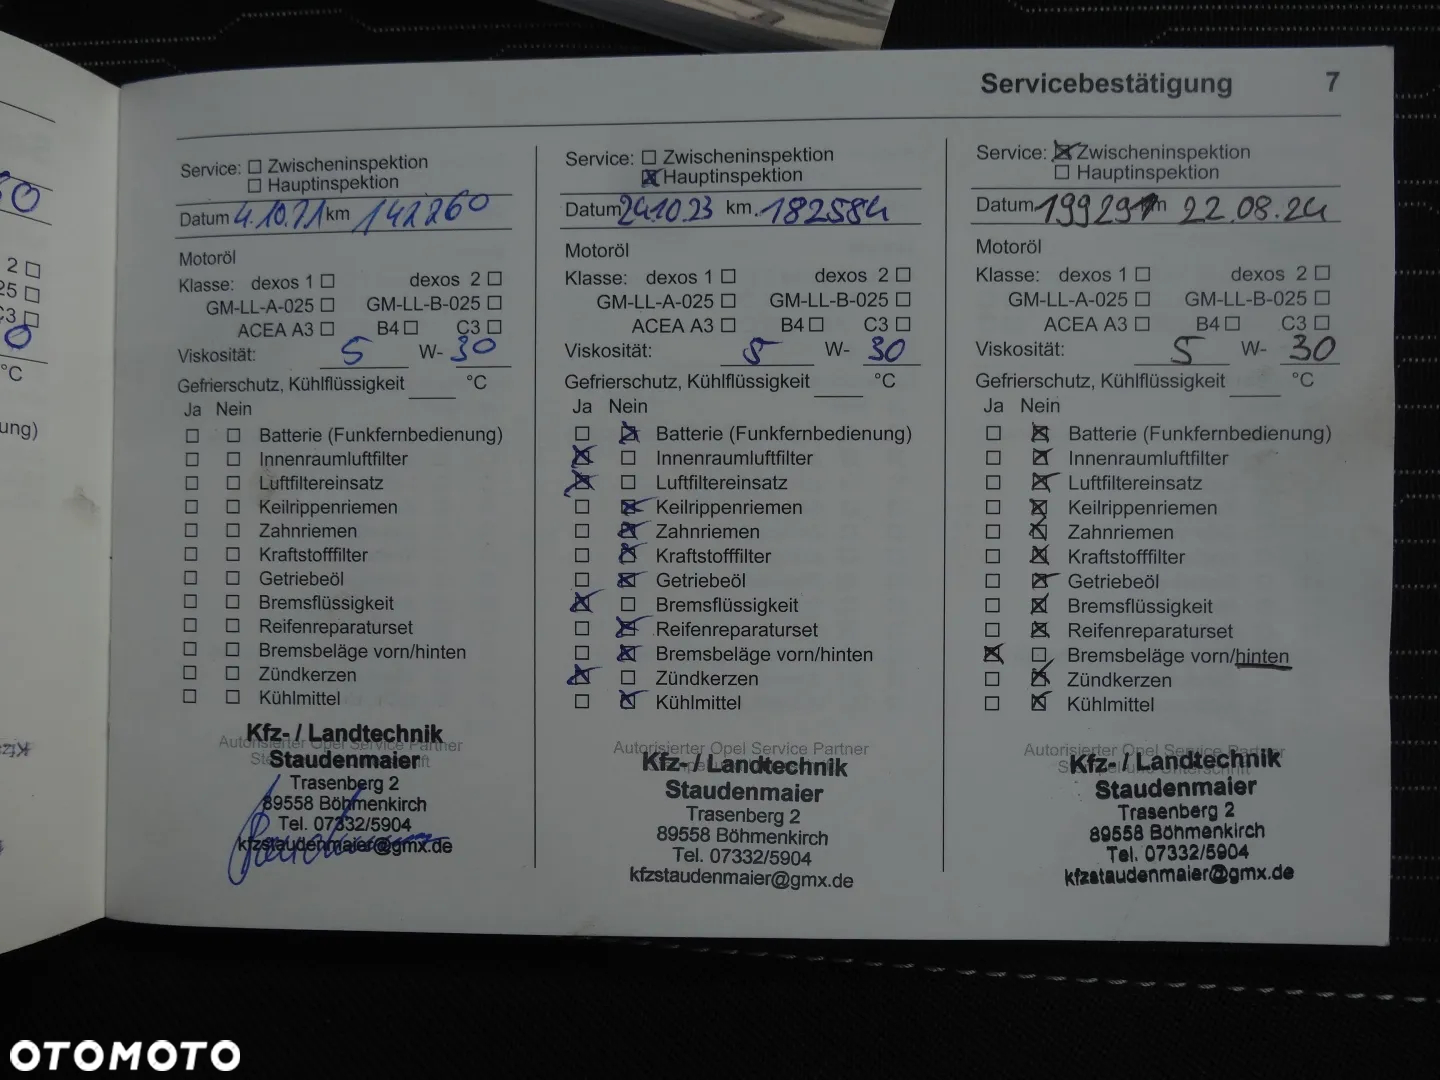 Servicebestätigung 7
Service: Zwischeninspektion
Hauptinspektion
Datum 4.10.21 km 142260
Motoröl
Klasse: dexos 1 dexos 2
GM-LL-A-025 GM-LL-B-025
ACEA A3 B4 C3
Viskosität: 5 W- 30
Gefrierschutz, Kühlflüssigkeit °C
Ja Nein
Batterie (Funkfernbedienung)
Innenraumluftfilter
Luftfiltereinsatz
Keilrippenriemen
Zahnriemen
Kraftstofffilter
Getriebeöl
Bremsflüssigkeit
Reifenreparaturset
Bremsbeläge vorn/hinten
Zündkerzen
Kühlmittel
Autorisierter Opel Service Partner
Kfz- / Landtechnik
Staudenmaier
Trasenberg 2
89558 Böhmenkirch
Tel. 07332/5904
kfzstaudenmaier@gmx.de
Service: Zwischeninspektion
Hauptinspektion
Datum 24.10.23 km 182584
Motoröl
Klasse: dexos 1 dexos 2
GM-LL-A-025 GM-LL-B-025
ACEA A3 B4 C3
Viskosität: 5 W- 30
Gefrierschutz, Kühlflüssigkeit °C
Ja Nein
Batterie (Funkfernbedienung)
Innenraumluftfilter
Luftfiltereinsatz
Keilrippenriemen
Zahnriemen
Kraftstofffilter
Getriebeöl
Bremsflüssigkeit
Reifenreparaturset
Bremsbeläge vorn/hinten
Zündkerzen
Kühlmittel
Autorisierter Opel Service Partner
Kfz- / Landtechnik
Staudenmaier
Trasenberg 2
89558 Böhmenkirch
Tel. 07332/5904
kfzstaudenmaier@gmx.de
Service: Zwischeninspektion
Hauptinspektion
Datum 199291 22.08.24
Motoröl
Klasse: dexos 1 dexos 2
GM-LL-A-025 GM-LL-B-025
ACEA A3 B4 C3
Viskosität: 5 W- 30
Gefrierschutz, Kühlflüssigkeit °C
Ja Nein
Batterie (Funkfernbedienung)
Innenraumluftfilter
Luftfiltereinsatz
Keilrippenriemen
Zahnriemen
Kraftstofffilter
Getriebeöl
Bremsflüssigkeit
Reifenreparaturset
Bremsbeläge vorn/hinten
Zündkerzen
Kühlmittel
Autorisierter Opel Service Partner
Kfz- / Landtechnik
Staudenmaier
Trasenberg 2
89558 Böhmenkirch
Tel. 07332/5904
kfzstaudenmaier@gmx.de
OTOMOTO